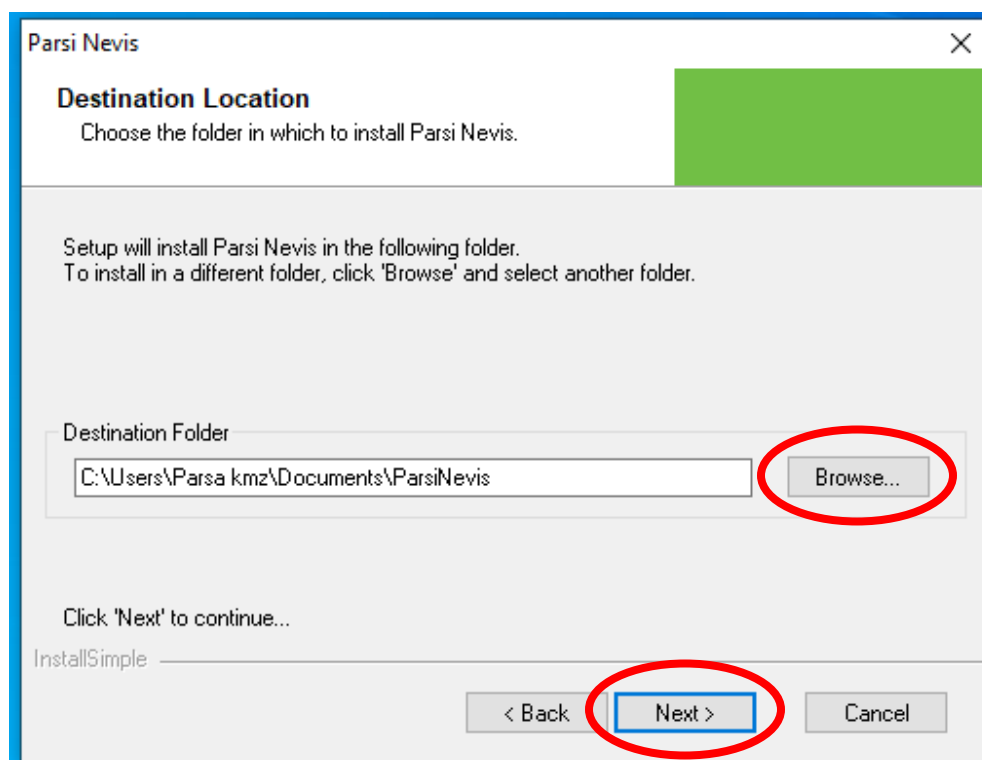 Parsi Nevis
Destination Location
Choose the folder in which to install Parsi Nevis.
Setup will install Parsi Nevis in the following folder.
To install in a different folder, click 'Browse' and select another folder.
Destination Folder
C:\Users\Parsa kmz\Documents\ParsiNevis
Browse...
Click 'Next' to continue...
InstallSimple
< Back
Next >
Cancel